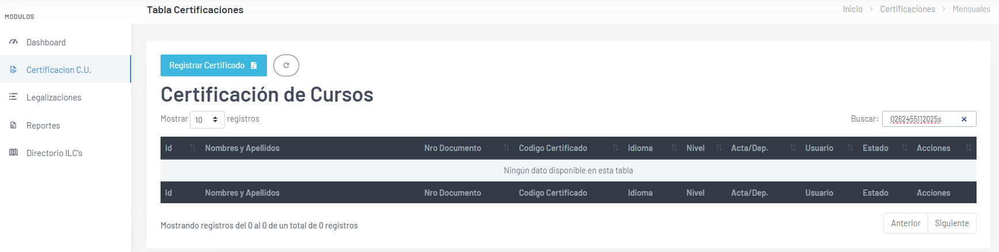 Tabla Certificaciones
Inicio > Certificaciones > Mensuales
MODULOS
Dashboard
Certificacion C.U.
Legalizaciones
Reportes
Directorio ILC's
Registrar Certificado
Certificación de Cursos
Mostrar 10 registros
Buscar: 0262455112025s ×
Id Nombres y Apellidos Nro Documento Codigo Certificado Idioma Nivel Acta/Dep. Usuario Estado Acciones
Ningún dato disponible en esta tabla
Id Nombres y Apellidos Nro Documento Codigo Certificado Idioma Nivel Acta/Dep. Usuario Estado Acciones
Mostrando registros del 0 al 0 de un total de 0 registros
Anterior Siguiente